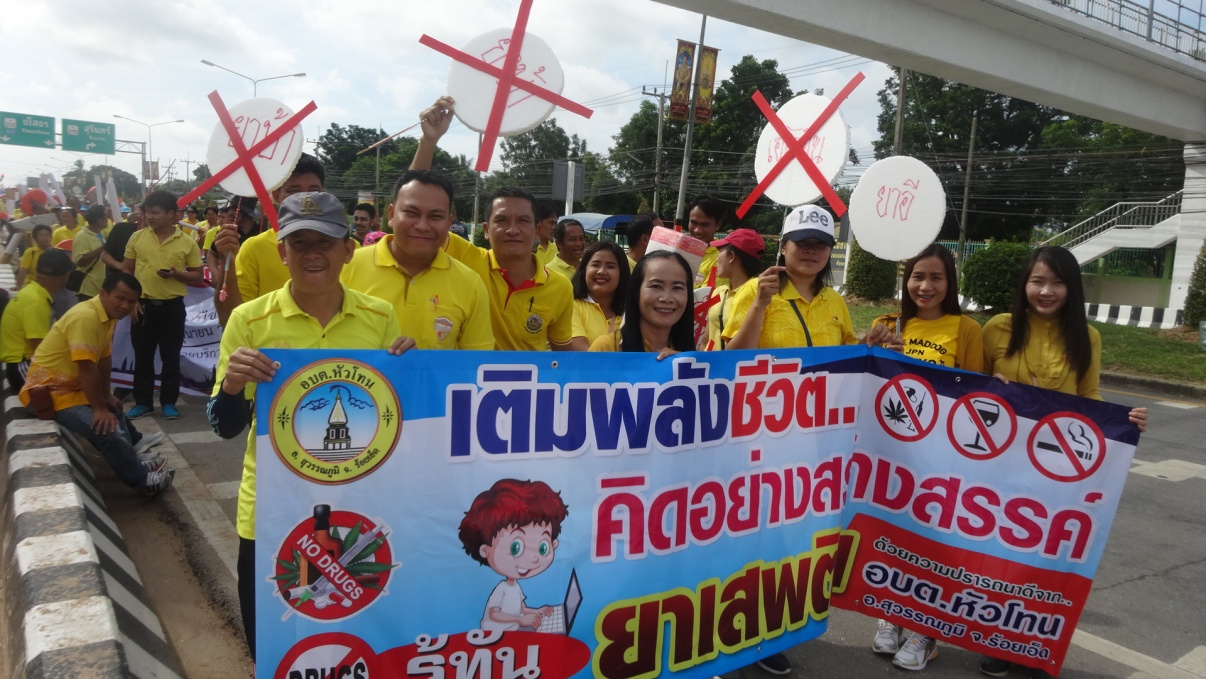 ยโสธร
สุรินทร์
ยาบ้า
ยาอี
Lee
MADDOG
JPN
อบต.หัวโทน
อ.สุวรรณภูมิ จ.ร้อยเอ็ด
เติมพลังชีวิต..
คิดอย่างสร้างสรรค์
NO DRUGS
DRUGS
รู้ทัน
ยาเสพติด
ด้วยความปรารถนาดีจาก..
อบต.หัวโทน
อ.สุวรรณภูมิ จ.ร้อยเอ็ด